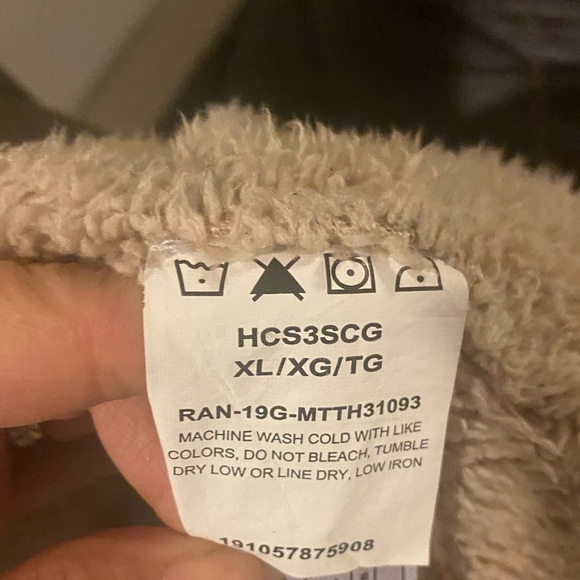 HCS3SCG
XL/XG/TG
RAN-19G-MTTH31093
MACHINE WASH COLD WITH LIKE
COLORS, DO NOT BLEACH, TUMBLE
DRY LOW OR LINE DRY, LOW IRON
191057875908